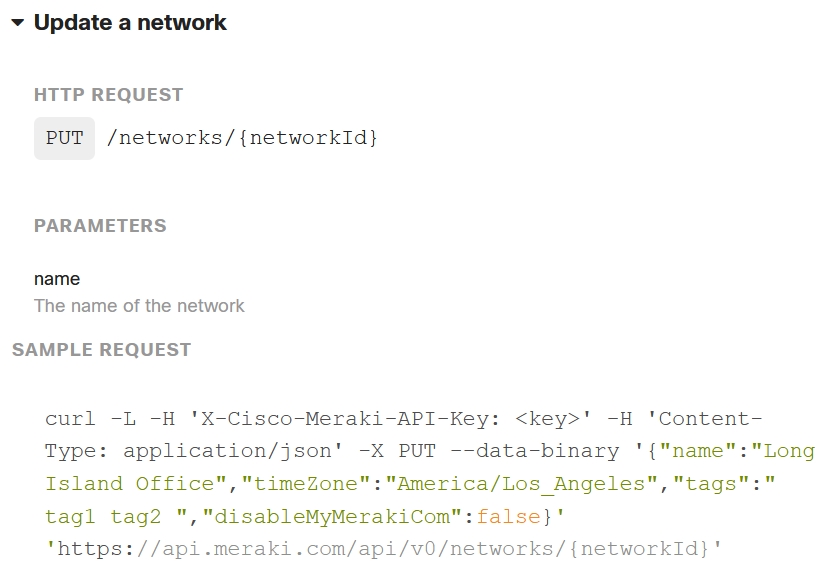 Update a network
HTTP REQUEST
PUT /networks/{networkId}
PARAMETERS
name
The name of the network
SAMPLE REQUEST
curl -L -H 'X-Cisco-Meraki-API-Key: <key>' -H 'Content-
Type: application/json' -X PUT --data-binary '{"name":"Long
Island Office","timeZone":"America/Los_Angeles","tags":"
tag1 tag2 ","disableMyMerakiCom":false}'
'https://api.meraki.com/api/v0/networks/{networkId}'